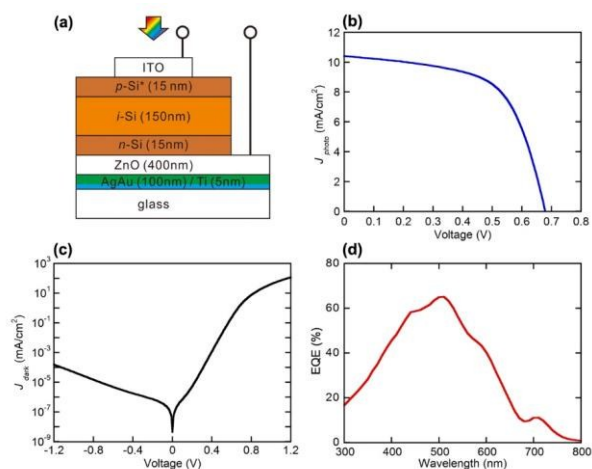 (a)
ITO
p-Si* (15 nm)
i-Si (150nm)
n-Si (15nm)
ZnO (400nm)
AgAu (100nm) / Ti (5nm)
glass
(b)
12
10
8
6
4
2
0
J photo (mA/cm²)
0 0.1 0.2 0.3 0.4 0.5 0.6 0.7 0.8
Voltage (V)
(c)
10³
10¹
10⁻¹
10⁻³
10⁻⁵
10⁻⁷
10⁻⁹
J dark (mA/cm²)
-1.2 -0.8 -0.4 0 0.4 0.8 1.2
Voltage (V)
(d)
80
60
40
20
0
EQE (%)
300 400 500 600 700 800
Wavelength (nm)